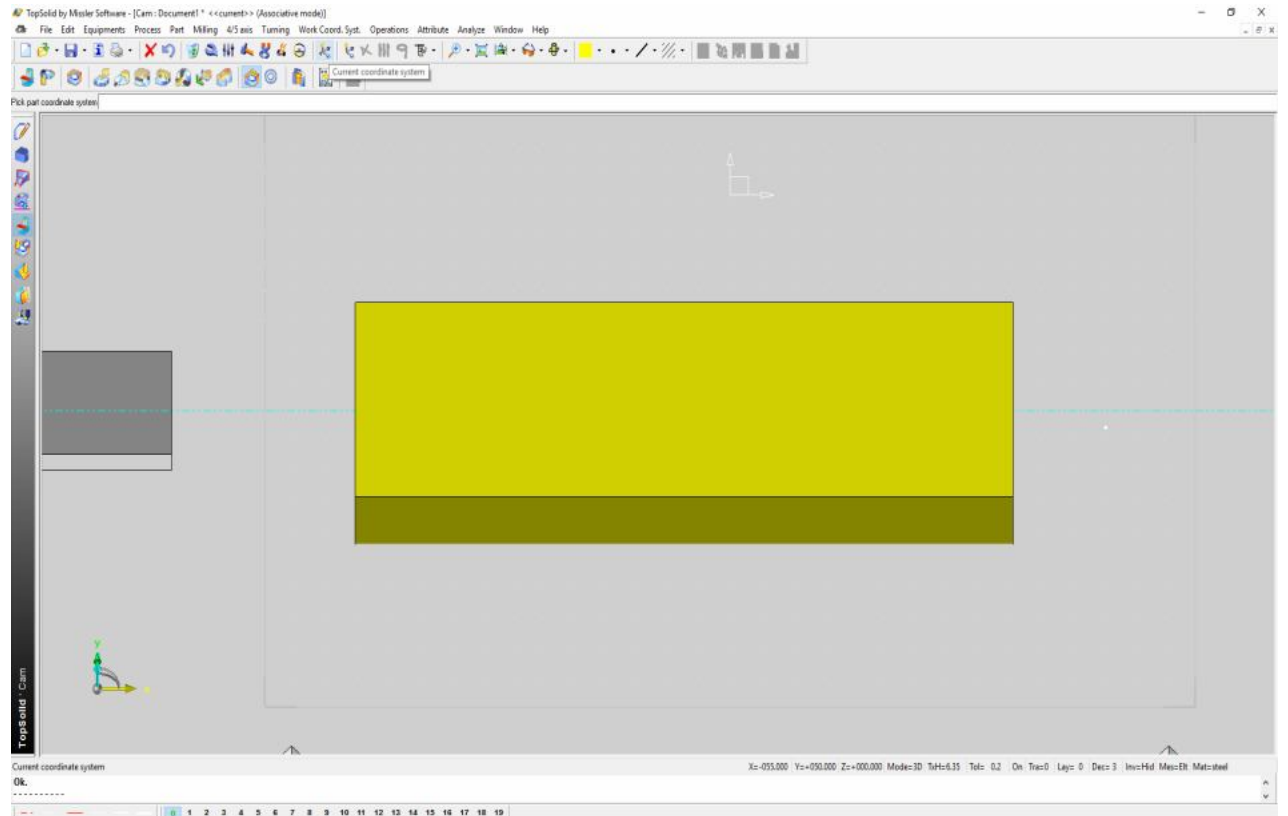 TopSolid by Missler Software - [Cam : Document1 * <<current>> (Associative mode)]
File Edit Equipments Process Part Milling 4/5 axis Turning Work Coord. Syst. Operations Attribute Analyze Window Help
Current coordinate system
Pick part coordinate system
TopSolid 'Cam
Y
X
Current coordinate system X=-055.000 Y=+050.000 Z=+000.000 Mode=3D TxH=6.35 Tol= 0.2 On Tra=0 Lay= 0 Dec= 3 Inv=Hid Mes=Elt Mat=steel
Ok.
----------
0 1 2 3 4 5 6 7 8 9 10 11 12 13 14 15 16 17 18 19